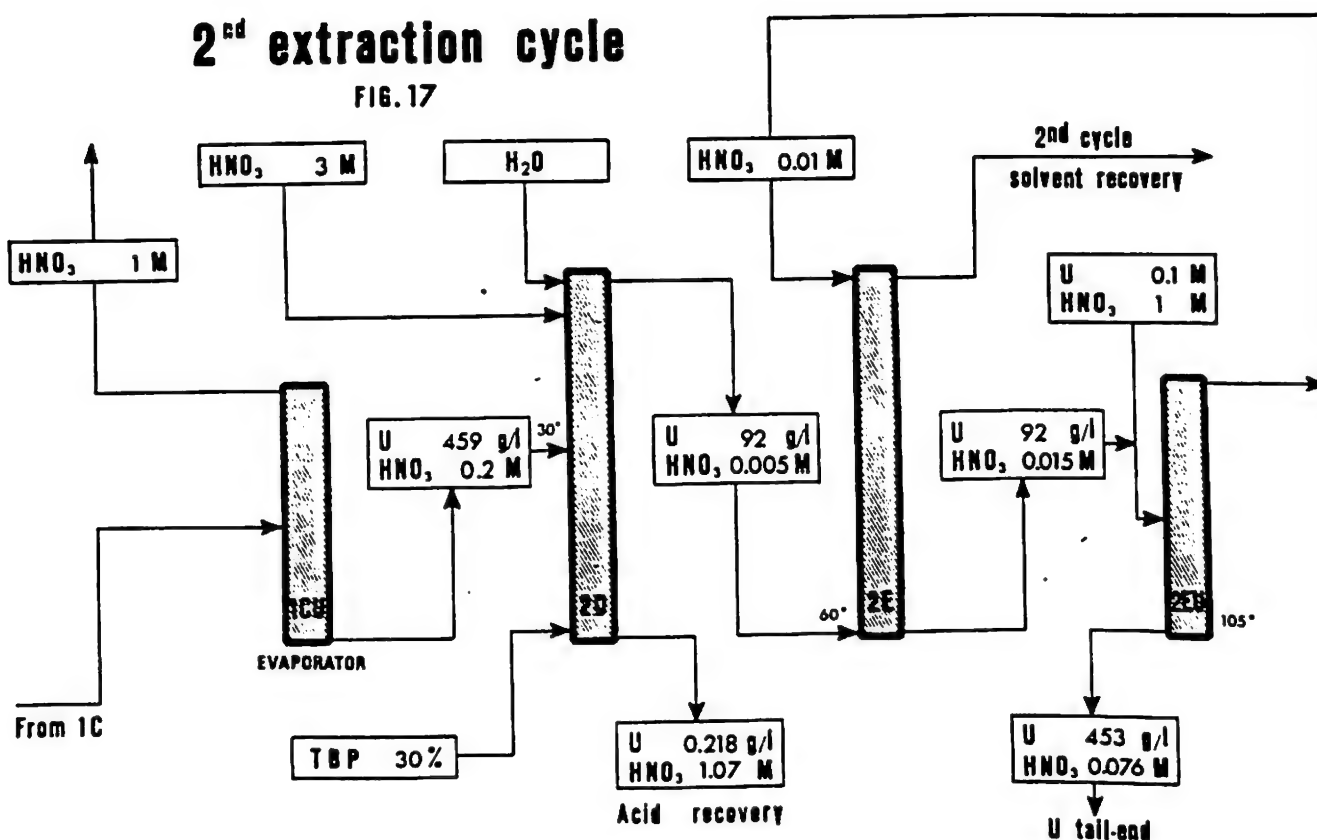 2nd extraction cycle
FIG. 17
HNO₃ 3 M
H₂O
HNO₃ 0.01 M
2nd cycle
solvent recovery
HNO₃ 1 M
U 0.1 M
HNO₃ 1 M
U 459 g/l
HNO₃ 0.2 M
30°
U 92 g/l
HNO₃ 0.005 M
U 92 g/l
HNO₃ 0.015 M
1CU
EVAPORATOR
2D
60°
2E
2EU
105°
From 1C
TBP 30%
U 0.218 g/l
HNO₃ 1.07 M
Acid recovery
U 453 g/l
HNO₃ 0.076 M
U tail-end